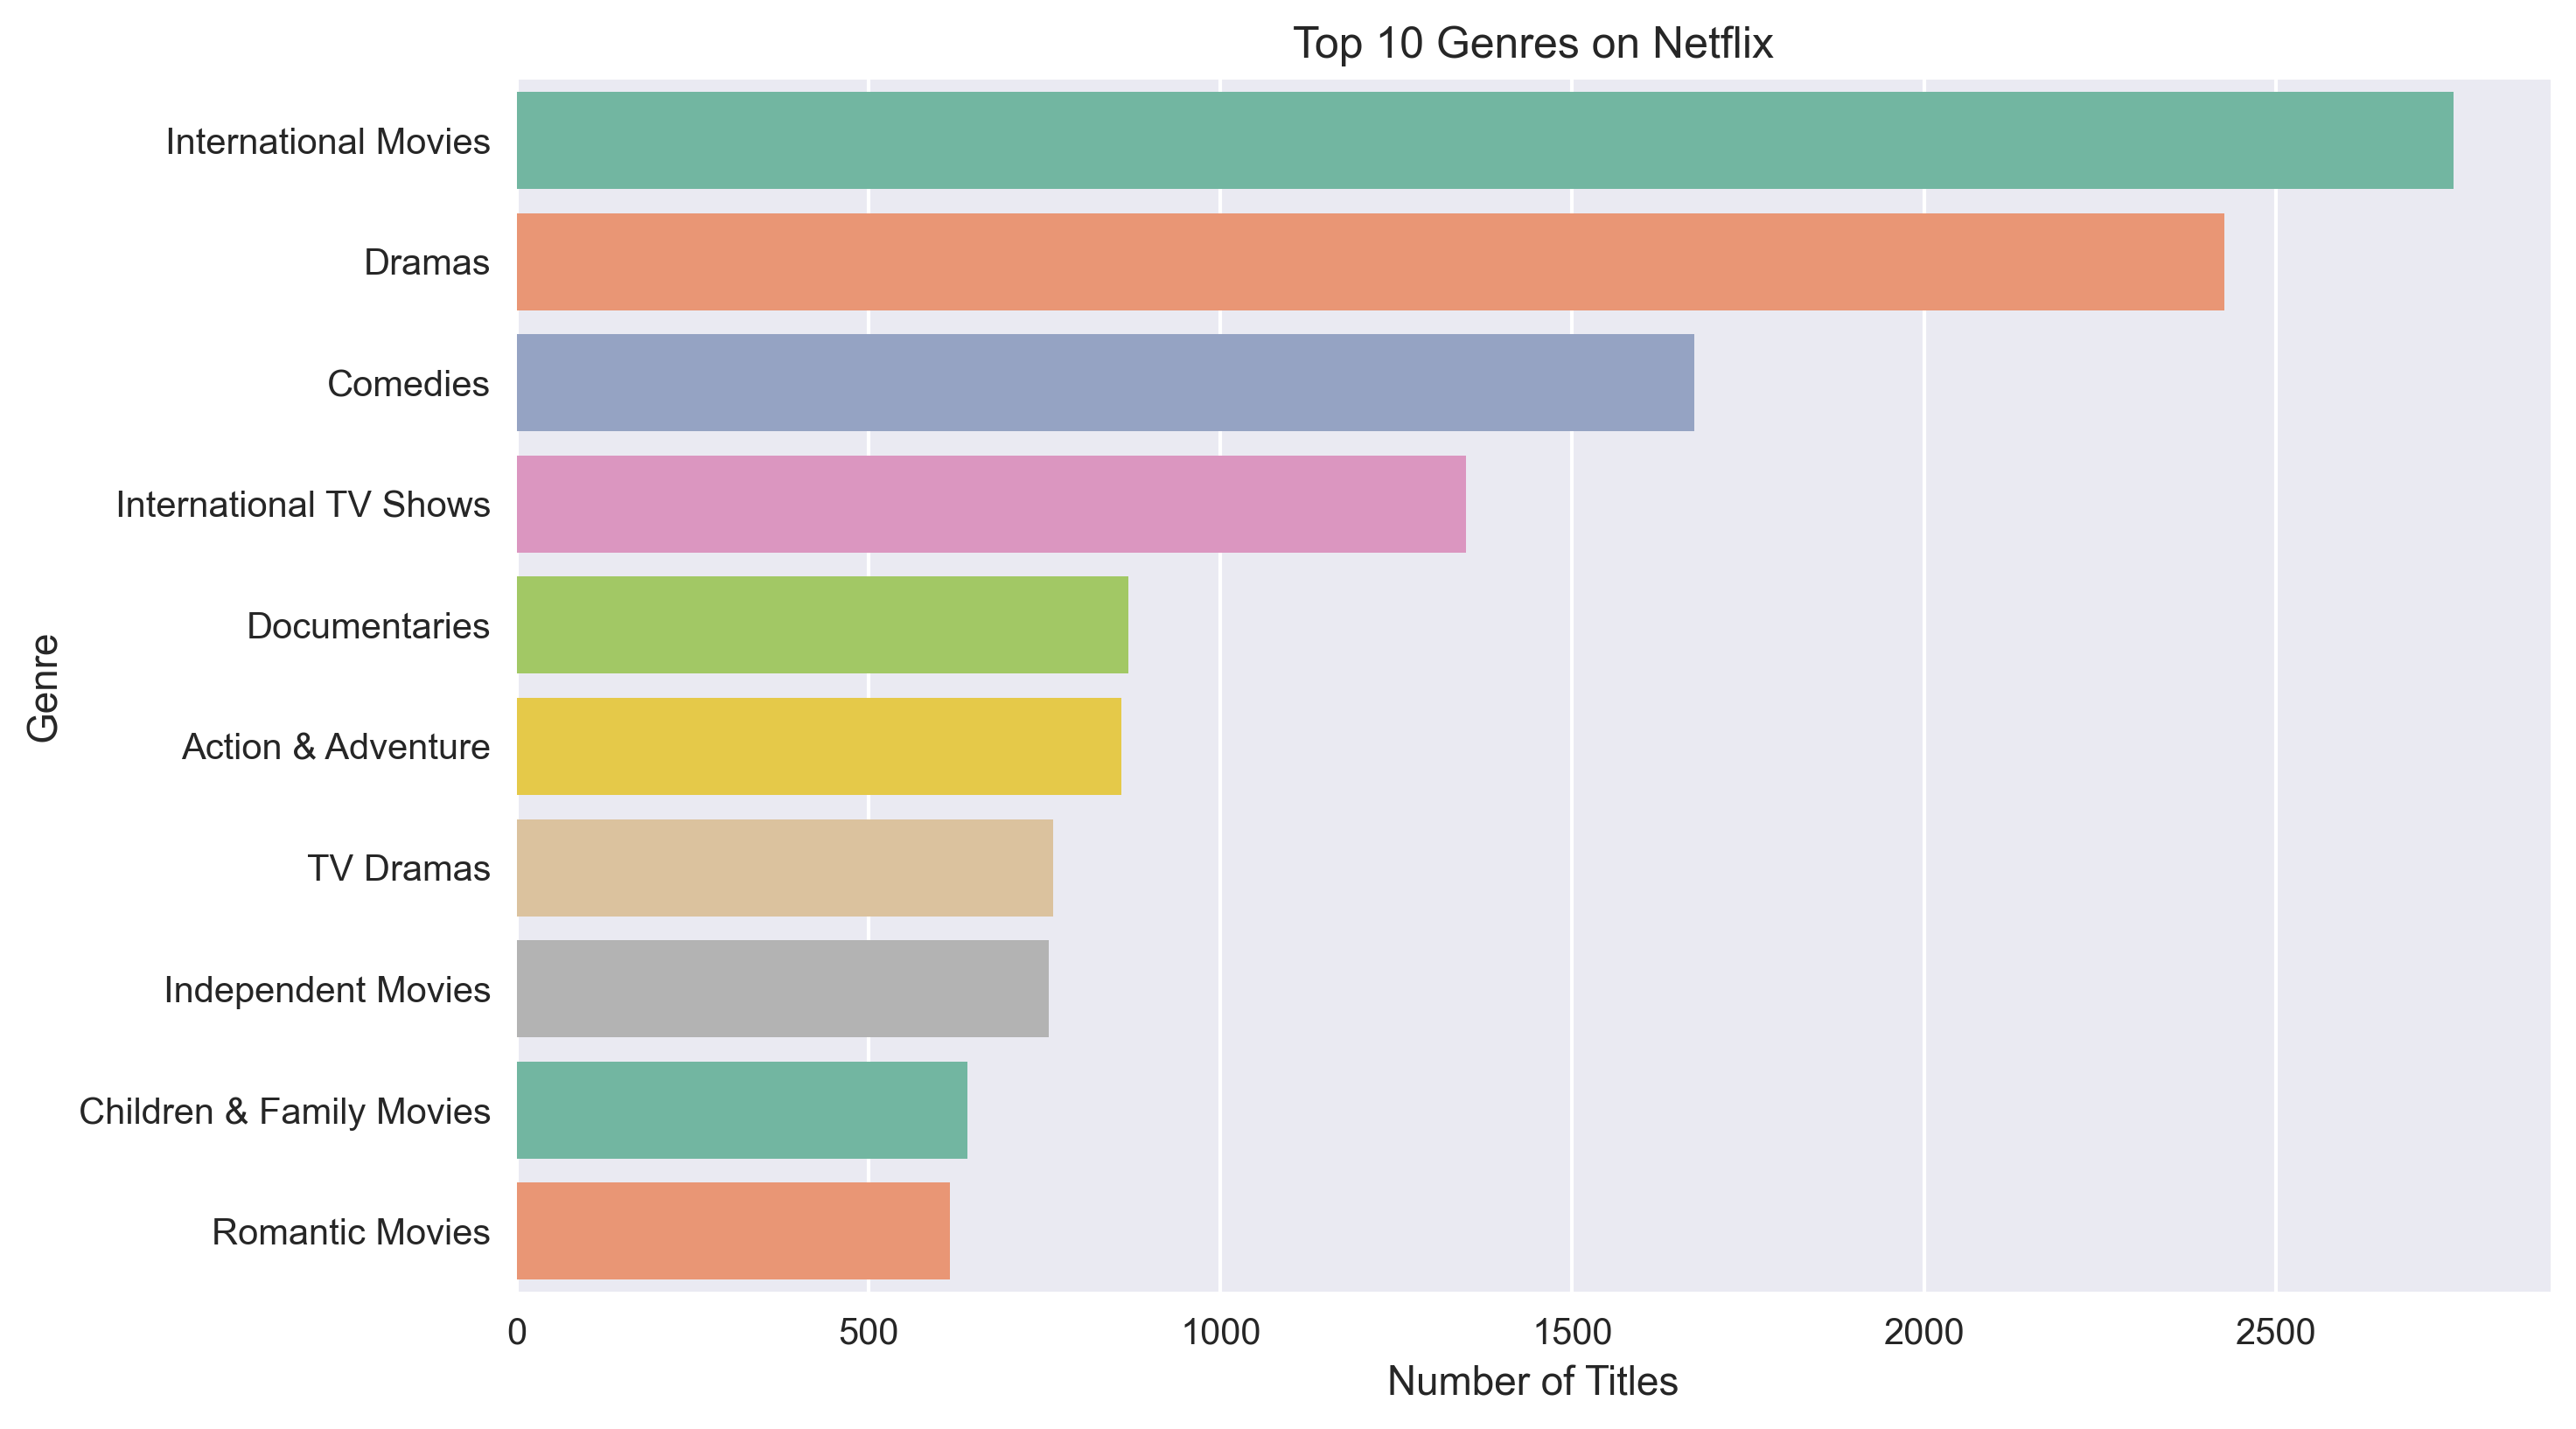 Top 10 Genres on Netflix
International Movies
Dramas
Comedies
International TV Shows
Documentaries
Action & Adventure
TV Dramas
Independent Movies
Children & Family Movies
Romantic Movies
Genre
0 500 1000 1500 2000 2500
Number of Titles